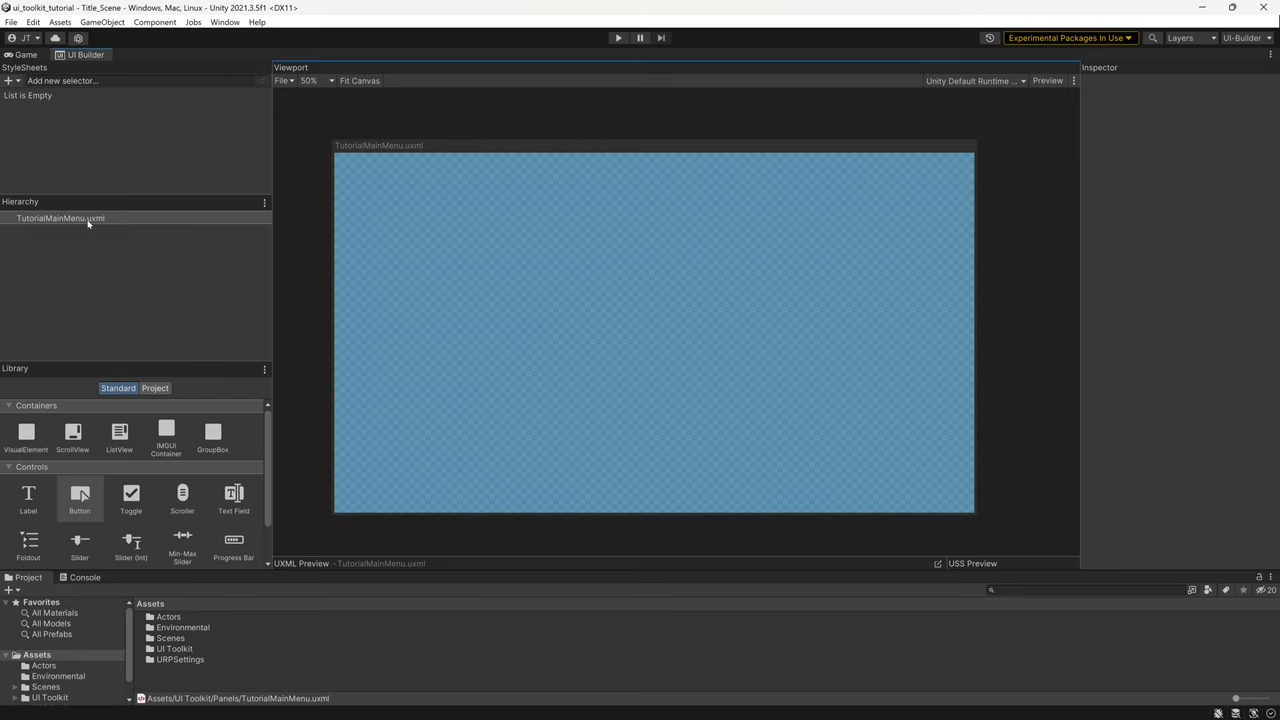 ui_toolkit_tutorial - Title_Scene - Windows, Mac, Linux - Unity 2021.3.5f1 <DX11>
File Edit Assets GameObject Component Jobs Window Help
JT Experimental Packages In Use Layers UI-Builder
Game UI Builder
StyleSheets Viewport Inspector
Add new selector... File 50% Fit Canvas Unity Default Runtime ... Preview
List is Empty
TutorialMainMenu.uxml
Hierarchy
TutorialMainMenu.uxml
Library
Standard Project
Containers
VisualElement ScrollView ListView IMGUI Container GroupBox
Controls
Label Button Toggle Scroller Text Field
Foldout Slider Slider (Int) Min-Max Slider Progress Bar
UXML Preview - TutorialMainMenu.uxml USS Preview
Project Console
20
Favorites
All Materials
All Models
All Prefabs
Assets
Actors
Environmental
Scenes
UI Toolkit
Assets
Actors
Environmental
Scenes
UI Toolkit
URPSettings
Assets/UI Toolkit/Panels/TutorialMainMenu.uxml